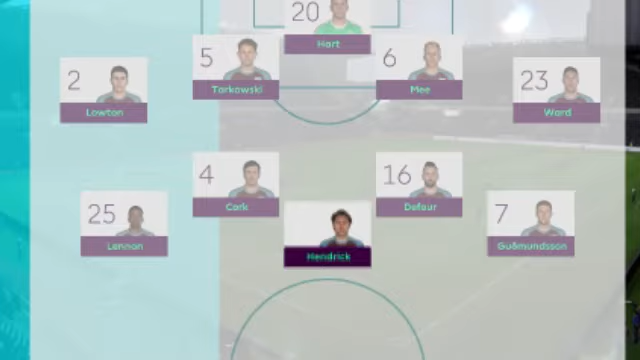 20
Hart
5
Tarkowski
6
Mee
2
Lowton
23
Ward
4
Cork
16
Defour
25
Lennon
7
Guðmundsson
Hendrick